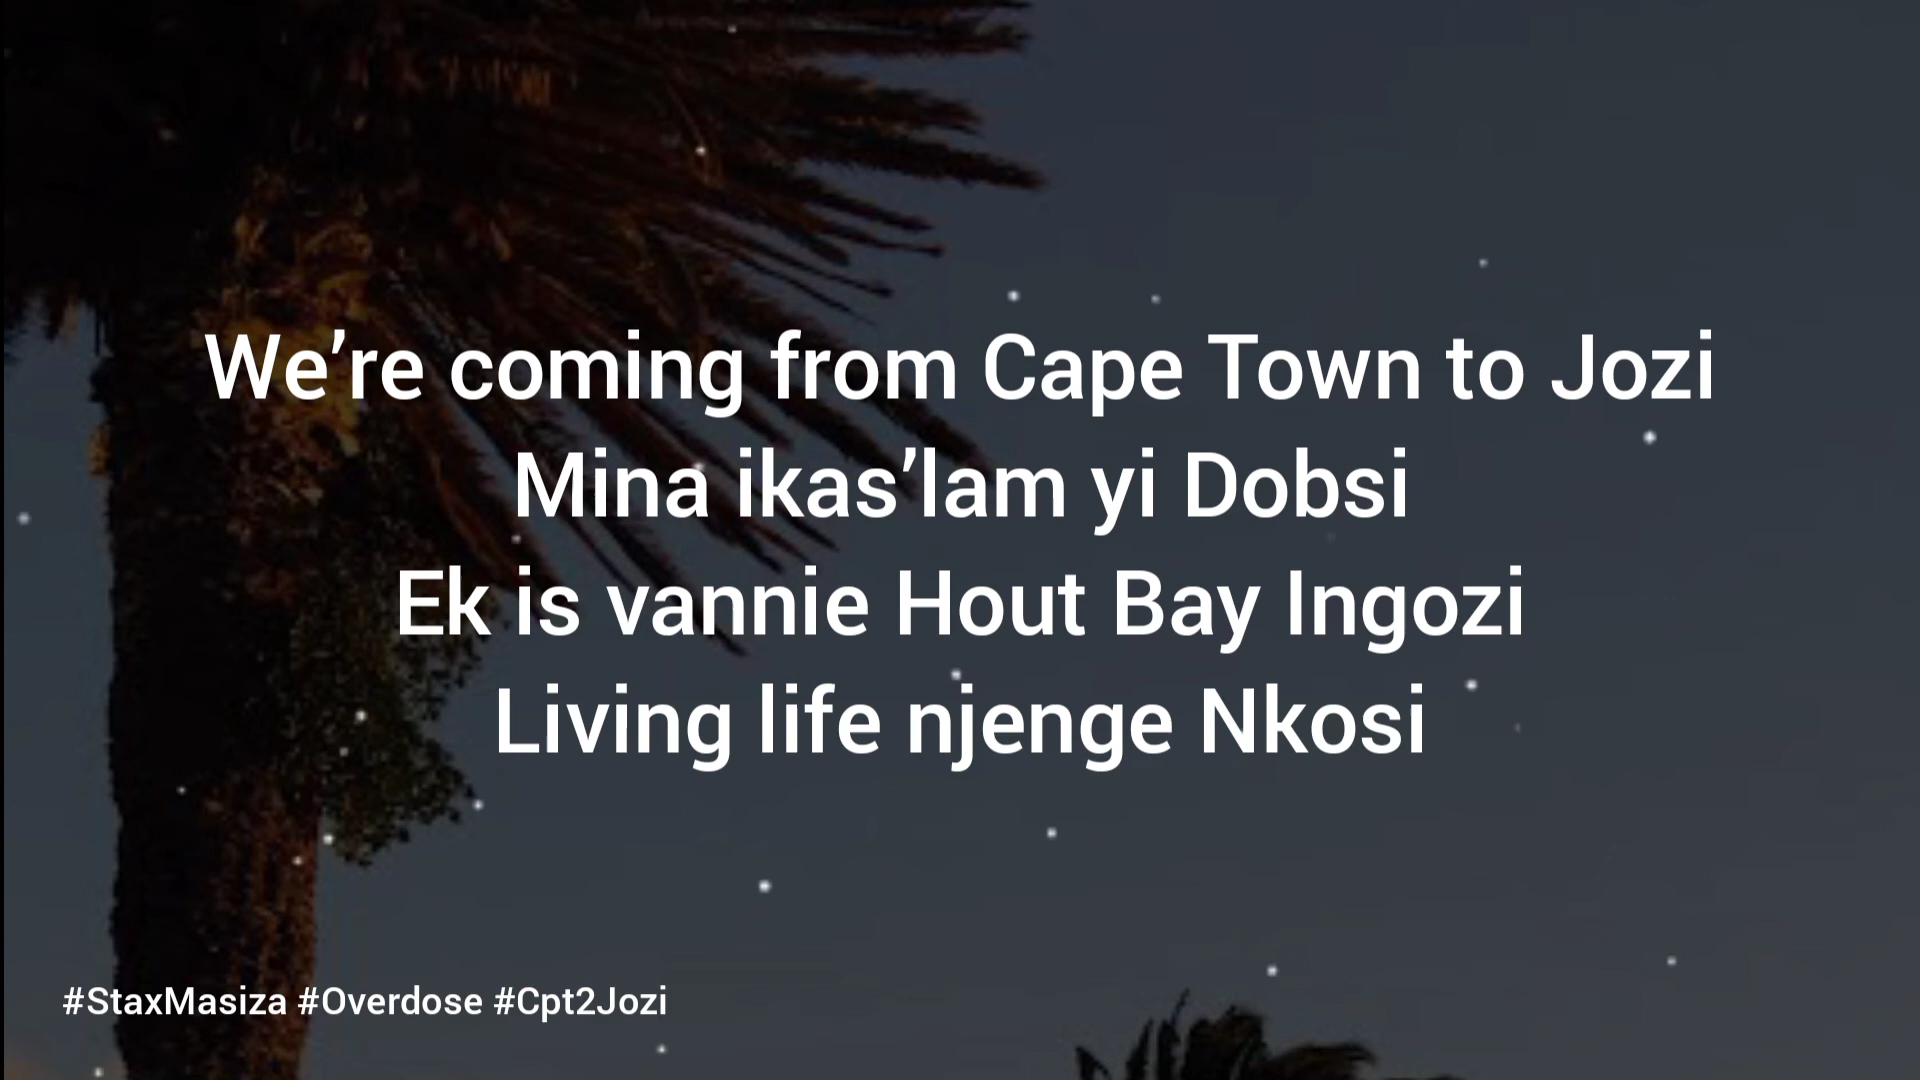 We’re coming from Cape Town to Jozi
Mina ikas’lam yi Dobsi
Ek is vannie Hout Bay Ingozi
Living life njenge Nkosi
#StaxMasiza #Overdose #Cpt2Jozi